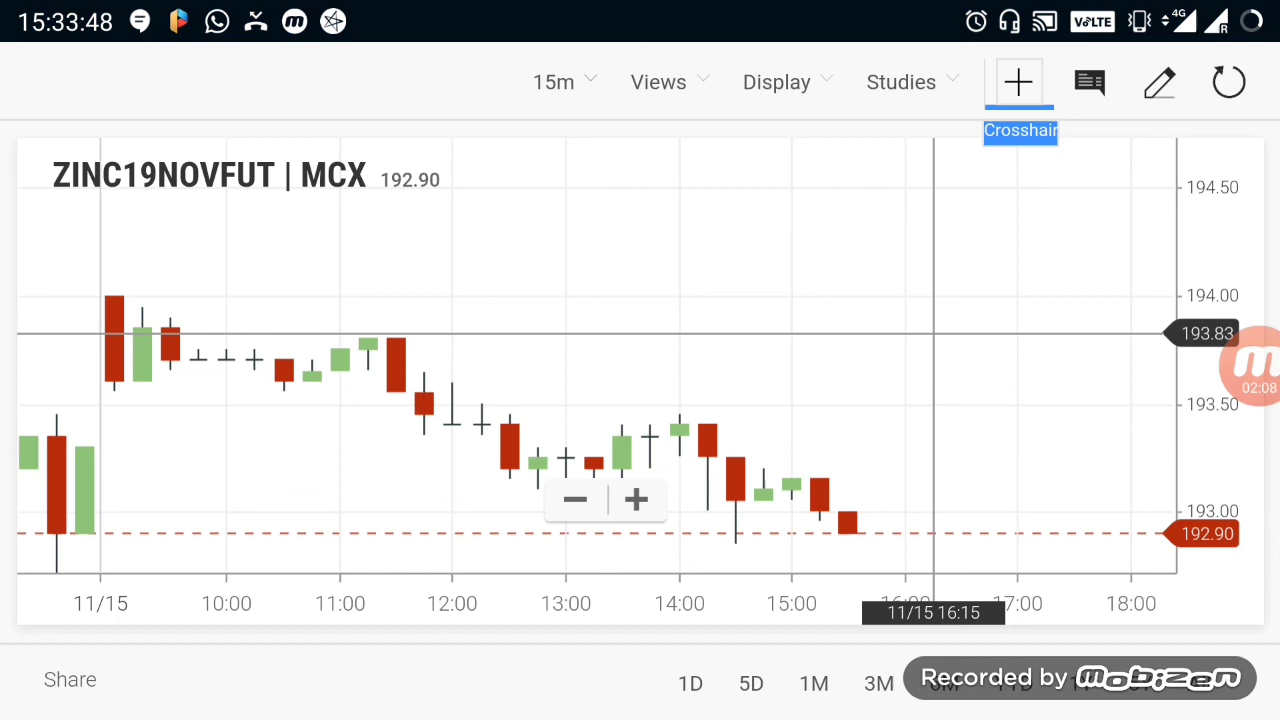 15:33:48
VoLTE
4G
R
15m Views Display Studies
Crosshair
ZINC19NOVFUT | MCX 192.90
194.50
194.00
193.83
02:08
193.50
193.00
192.90
11/15 10:00 11:00 12:00 13:00 14:00 15:00 16:00 17:00 18:00
11/15 16:15
Share
1D 5D 1M 3M
Recorded by mobizen